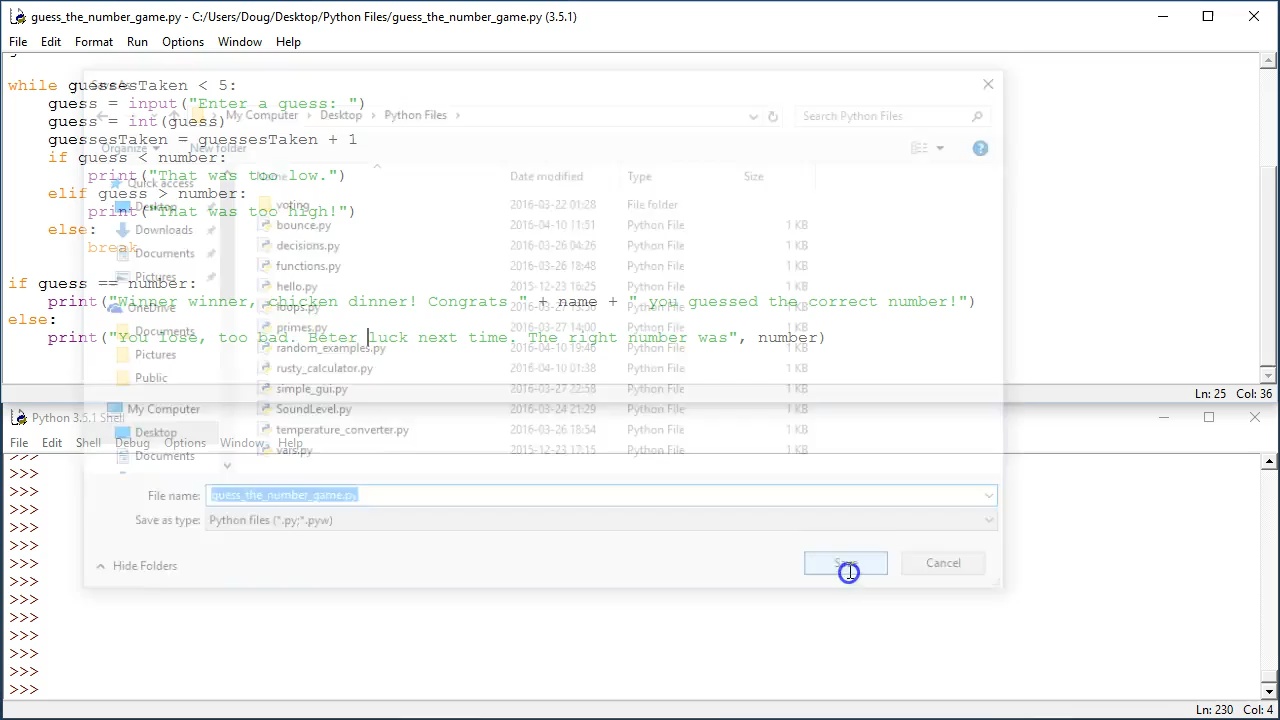 guess_the_number_game.py - C:/Users/Doug/Desktop/Python Files/guess_the_number_game.py (3.5.1)
File Edit Format Run Options Window Help
while guessesTaken < 5:
guess = input("Enter a guess: ")
guess = int(guess)
guessesTaken = guessesTaken + 1
if guess < number:
print("That was too low.")
elif guess > number:
print("That was too high!")
else:
break
if guess == number:
print("Winner winner, chicken dinner! Congrats " + name + " you guessed the correct number!")
else:
print("You lose, too bad. Beter luck next time. The right number was", number)
Ln: 25 Col: 36
My Computer > Desktop > Python Files >
Search Python Files
Organize New folder
Name Date modified Type Size
Quick access
Desktop
Downloads
Documents
Pictures
OneDrive
Documents
Pictures
Public
My Computer
Desktop
Documents
voting 2016-03-22 01:28 File folder
bounce.py 2016-04-10 11:51 Python File 1 KB
decisions.py 2016-03-26 04:26 Python File 1 KB
functions.py 2016-03-26 18:48 Python File 1 KB
hello.py 2015-12-23 16:25 Python File 1 KB
loops.py Python File 1 KB
primes.py 2016-03-27 14:00 Python File 1 KB
random_examples.py 2016-04-10 19:46 Python File 1 KB
rusty_calculator.py 2016-04-10 01:38 Python File 1 KB
simple_gui.py 2016-03-27 22:58 Python File 1 KB
SoundLevel.py 2016-03-24 21:29 Python File 1 KB
temperature_converter.py 2016-03-26 18:54 Python File 1 KB
vars.py 2015-12-23 17:15 Python File 1 KB
File name: guess_the_number_game.py
Save as type: Python files (*.py;*.pyw)
Hide Folders
Save Cancel
Python 3.5.1 Shell
File Edit Shell Debug Options Window Help
>>>
>>>
>>>
>>>
>>>
>>>
>>>
>>>
>>>
>>>
>>>
>>>
>>>
>>>
Ln: 230 Col: 4